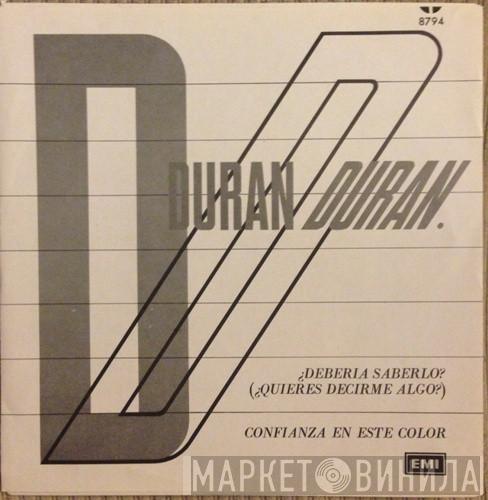 8794
DURAN DURAN.
¿DEBERIA SABERLO?
(¿QUIERES DECIRME ALGO?)
CONFIANZA EN ESTE COLOR
EMI
МАРКЕТ ВИНИЛА